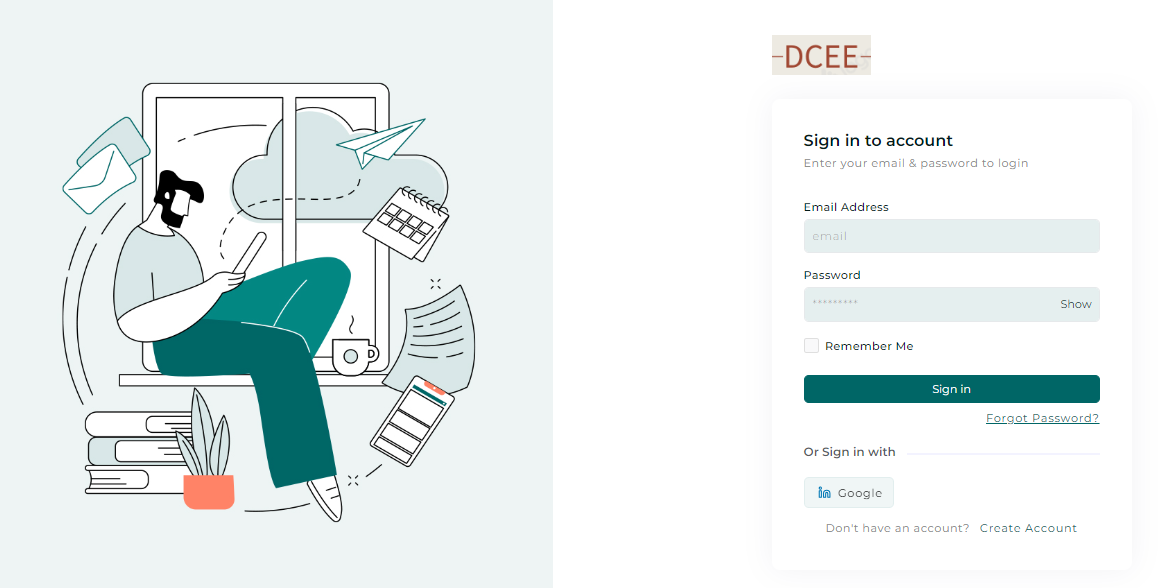 -DCEE-
Sign in to account
Enter your email & password to login
Email Address
email
Password
********* Show
Remember Me
Sign in
Forgot Password?
Or Sign in with
in Google
Don't have an account? Create Account